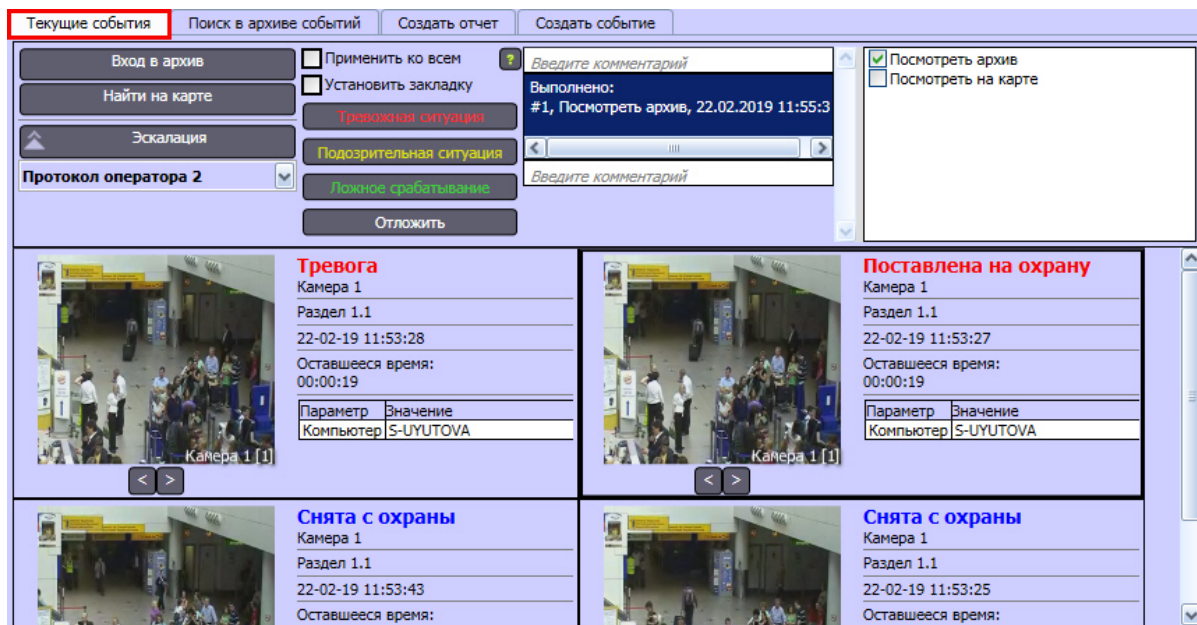 Текущие события
Поиск в архиве событий
Создать отчет
Создать событие
Вход в архив
Найти на карте
Эскалация
Протокол оператора 2
Применить ко всем
?
Установить закладку
Тревожная ситуация
Подозрительная ситуация
Ложное срабатывание
Отложить
Введите комментарий
Выполнено:
#1, Посмотреть архив, 22.02.2019 11:55:3
Введите комментарий
Посмотреть архив
Посмотреть на карте
Тревога
Камера 1
Раздел 1.1
22-02-19 11:53:28
Оставшееся время:
00:00:19
Параметр Значение
Компьютер S-UYUTOVA
Камера 1 [1]
< >
Поставлена на охрану
Камера 1
Раздел 1.1
22-02-19 11:53:27
Оставшееся время:
00:00:19
Параметр Значение
Компьютер S-UYUTOVA
Камера 1 [1]
< >
Снята с охраны
Камера 1
Раздел 1.1
22-02-19 11:53:43
Оставшееся время:
Снята с охраны
Камера 1
Раздел 1.1
22-02-19 11:53:25
Оставшееся время: